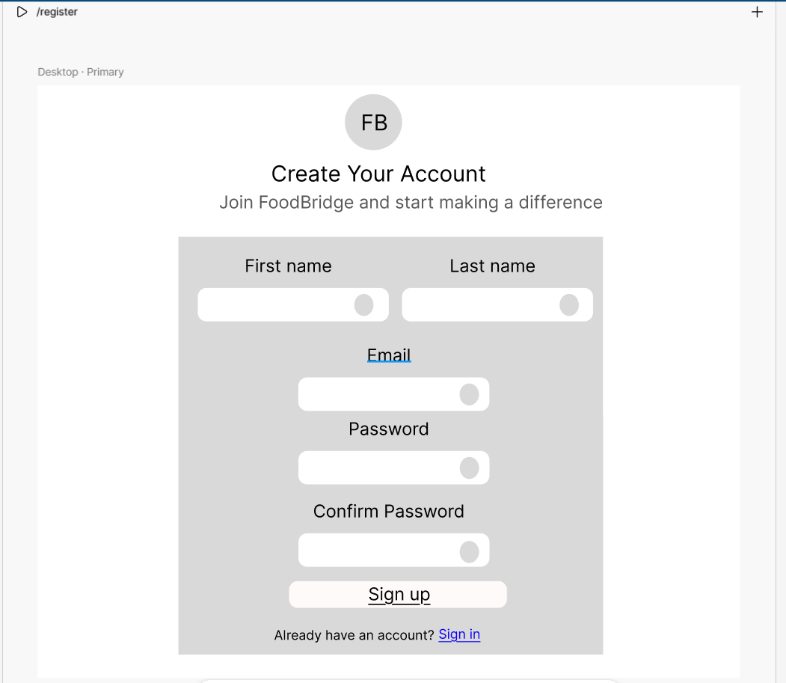 /register
Desktop · Primary
FB
Create Your Account
Join FoodBridge and start making a difference
First name Last name
Email
Password
Confirm Password
Sign up
Already have an account? Sign in